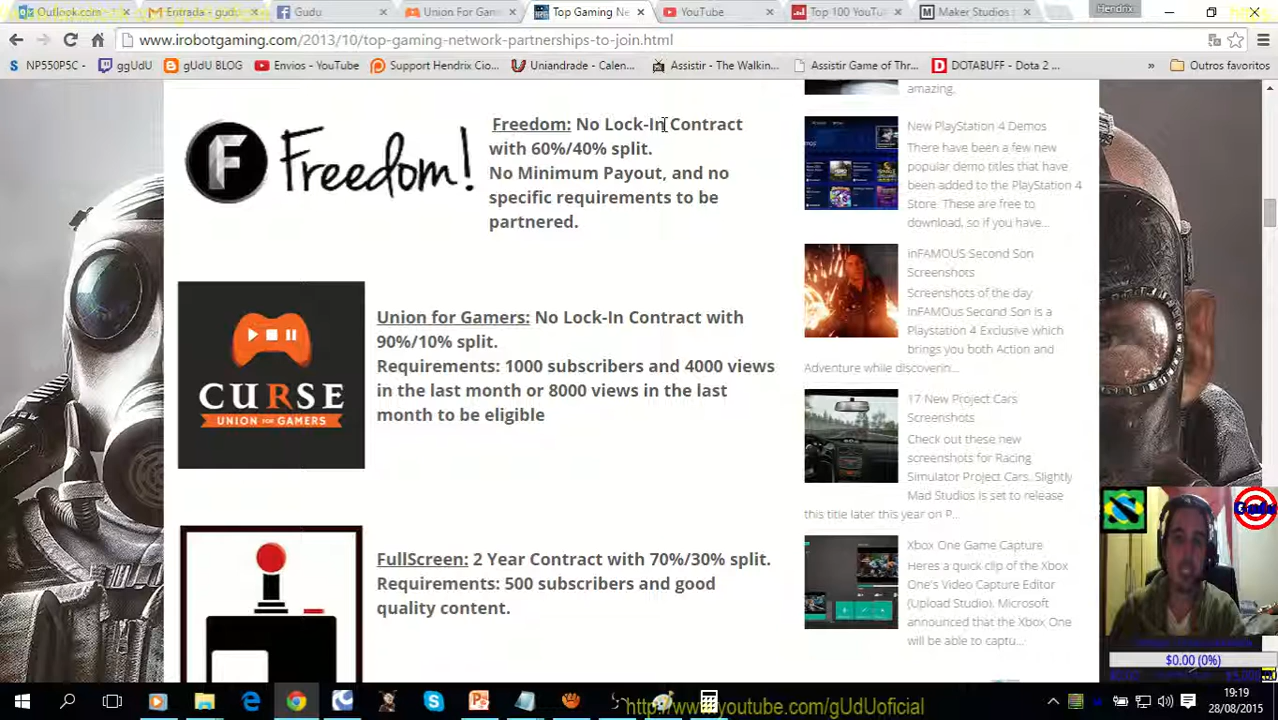 Outlook.com
Entrada - gudu
Gudu
Union For Game
Top Gaming Ne
YouTube
Top 100 YouTu
Maker Studios
Hendrix
www.irobotgaming.com/2013/10/top-gaming-network-partnerships-to-join.html
NP550P5C
ggUdU
gUdU BLOG
Envios - YouTube
Support Hendrix Cio...
Uniandrade - Calen...
Assistir - The Walkin...
Assistir Game of Thr...
DOTABUFF - Dota 2 ...
»
Outros favoritos
Freedom!
Freedom: No Lock-In Contract
with 60%/40% split.
No Minimum Payout, and no
specific requirements to be
partnered.
CURSE
UNION FOR GAMERS
Union for Gamers: No Lock-In Contract with
90%/10% split.
Requirements: 1000 subscribers and 4000 views
in the last month or 8000 views in the last
month to be eligible
FullScreen: 2 Year Contract with 70%/30% split.
Requirements: 500 subscribers and good
quality content.
amazing.
New PlayStation 4 Demos
There have been a few new
popular demo titles that have
been added to the PlayStation 4
Store. These are free to
download, so if you have...
inFAMOUS Second Son
Screenshots
Screenshots of the day
InFAMOUS Second Son is a
Playstation 4 Exclusive which
brings you both Action and
Adventure while discoverin...
17 New Project Cars
Screenshots
Check out these new
screenshots for Racing
Simulator Project Cars. Slightly
Mad Studios is set to release
this title later this year on P...
Xbox One Game Capture
Heres a quick clip of the Xbox
One's Video Capture Editor
(Upload Studio). Microsoft
announced that the Xbox One
will be able to captu...
Gudu
$0.00 (0%)
http://www.youtube.com/gUdUoficial
19:19
28/08/2015